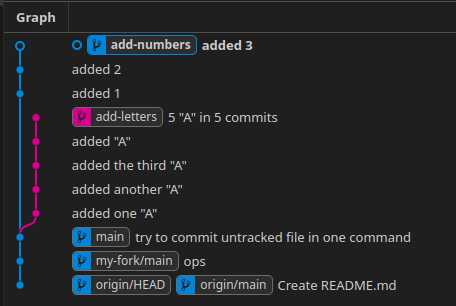 Graph
add-numbers added 3
added 2
added 1
add-letters 5 "A" in 5 commits
added "A"
added the third "A"
added another "A"
added one "A"
main try to commit untracked file in one command
my-fork/main ops
origin/HEAD origin/main Create README.md